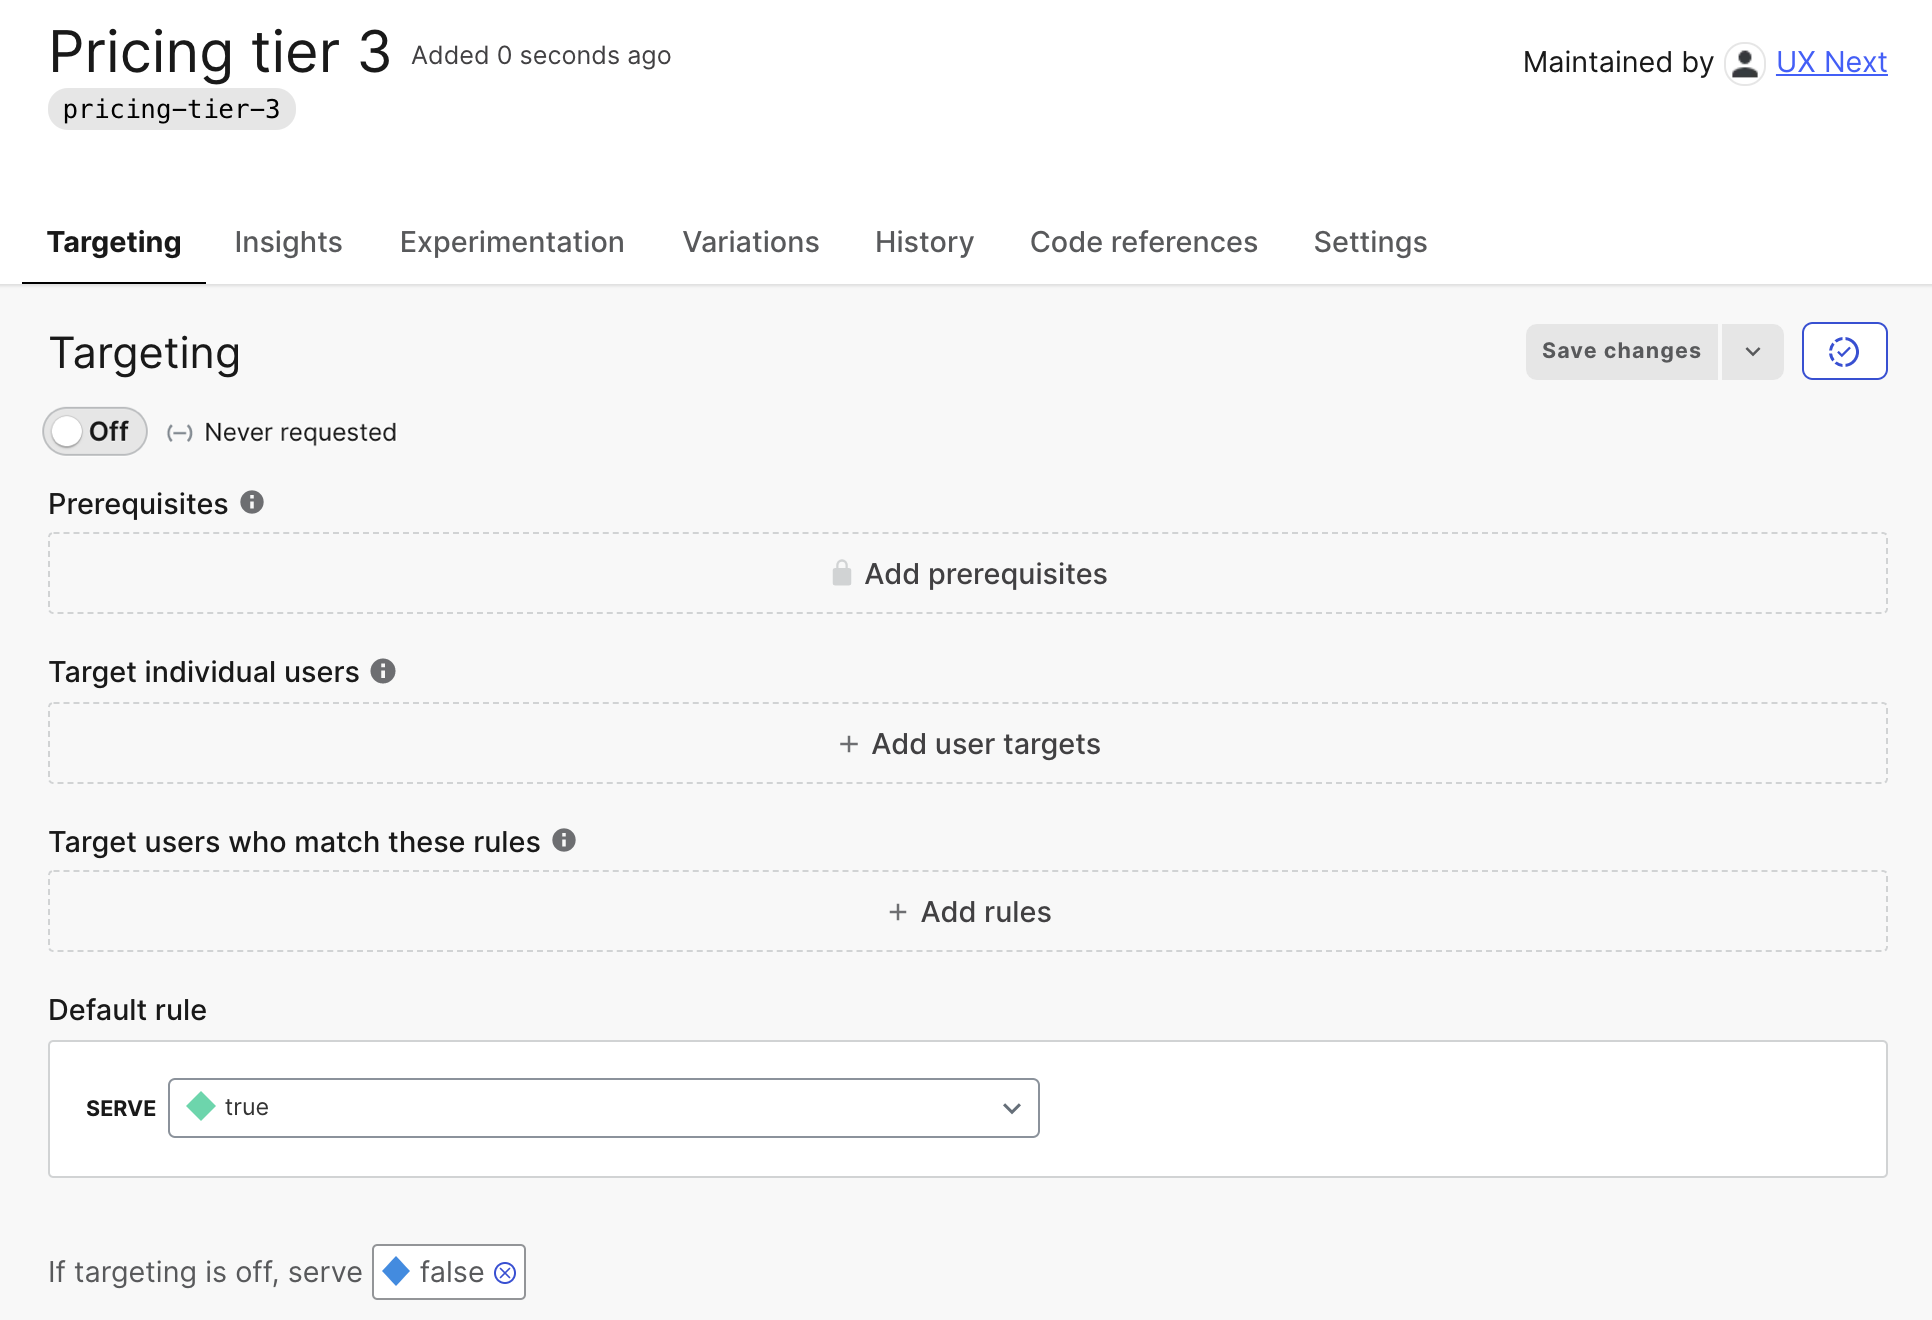 Pricing tier 3 Added 0 seconds ago
Maintained by UX Next
pricing-tier-3
Targeting Insights Experimentation Variations History Code references Settings
Targeting
Save changes
Off (–) Never requested
Prerequisites
Add prerequisites
Target individual users
+ Add user targets
Target users who match these rules
+ Add rules
Default rule
SERVE true
If targeting is off, serve false